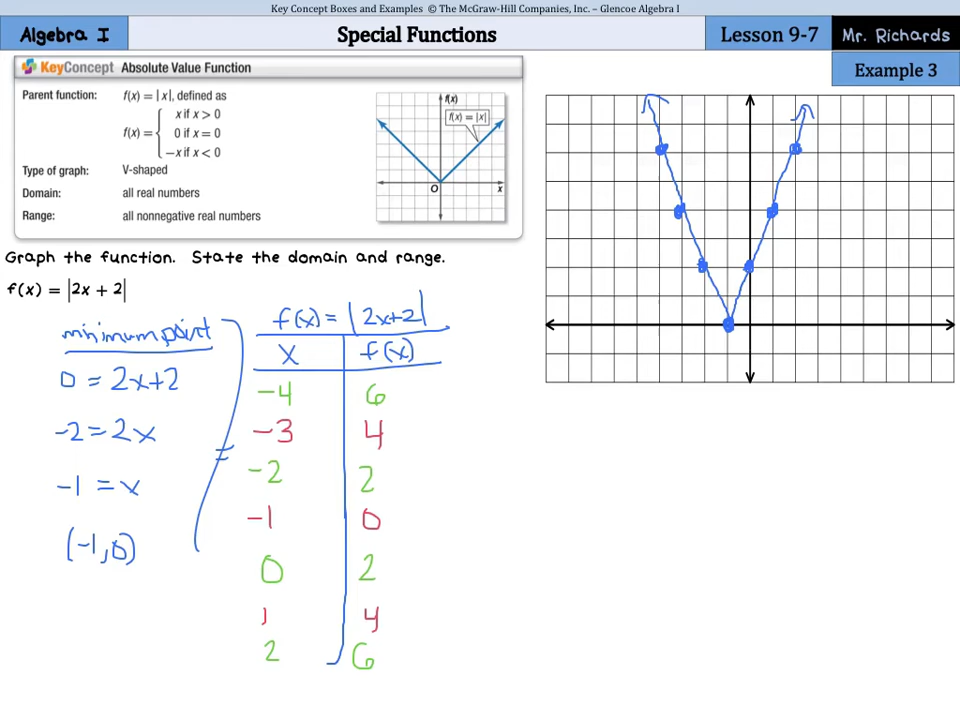 Key Concept Boxes and Examples © The McGraw-Hill Companies, Inc. – Glencoe Algebra I
Algebra I
Special Functions
Lesson 9-7
Mr. Richards
Example 3
KeyConcept Absolute Value Function
Parent function: f(x) = |x|, defined as
f(x) = { x if x > 0
0 if x = 0
−x if x < 0
Type of graph: V-shaped
Domain: all real numbers
Range: all nonnegative real numbers
f(x)
f(x) = |x|
O
x
Graph the function. State the domain and range.
f(x) = |2x + 2|
minimum point
0 = 2x+2
-2 = 2x
-1 = x
(-1,0)
f(x) = |2x+2|
x f(x)
-4 6
-3 4
-2 2
-1 0
0 2
1 4
2 6